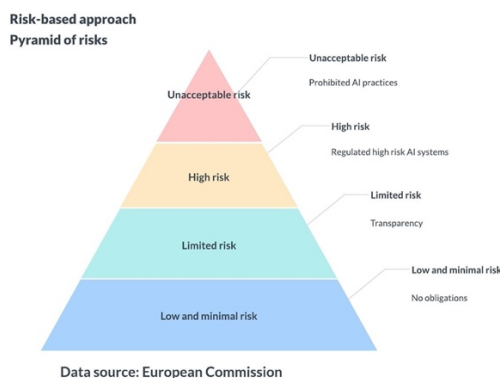 Risk-based approach
Pyramid of risks
Unacceptable risk
Prohibited AI practices
Unacceptable risk
High risk
Regulated high risk AI systems
High risk
Limited risk
Transparency
Limited risk
Low and minimal risk
No obligations
Low and minimal risk
Data source: European Commission